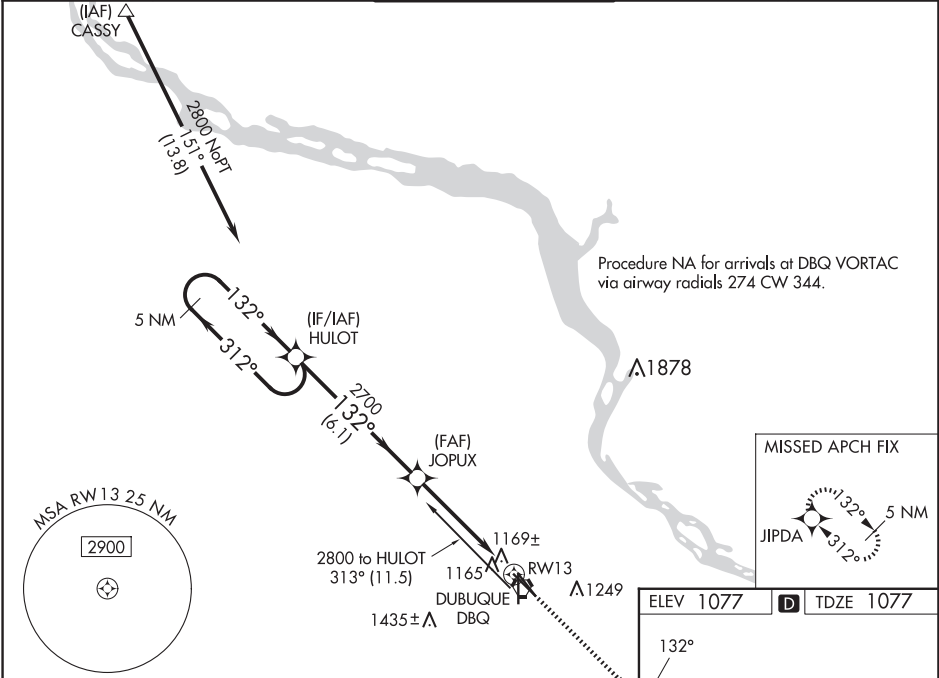 (IAF)
CASSY
2800 NoPT
151°
(13.8)
Procedure NA for arrivals at DBQ VORTAC
via airway radials 274 CW 344.
5 NM
132°
312°
(IF/IAF)
HULOT
2700
132°
(6.1)
1878
(FAF)
JOPUX
MISSED APCH FIX
132°
5 NM
JIPDA
312°
MSA RW13 25 NM
2900
2800 to HULOT
313° (11.5)
1169±
1165
RW13
DUBUQUE
DBQ
1249
1435±
ELEV 1077
D
TDZE 1077
132°